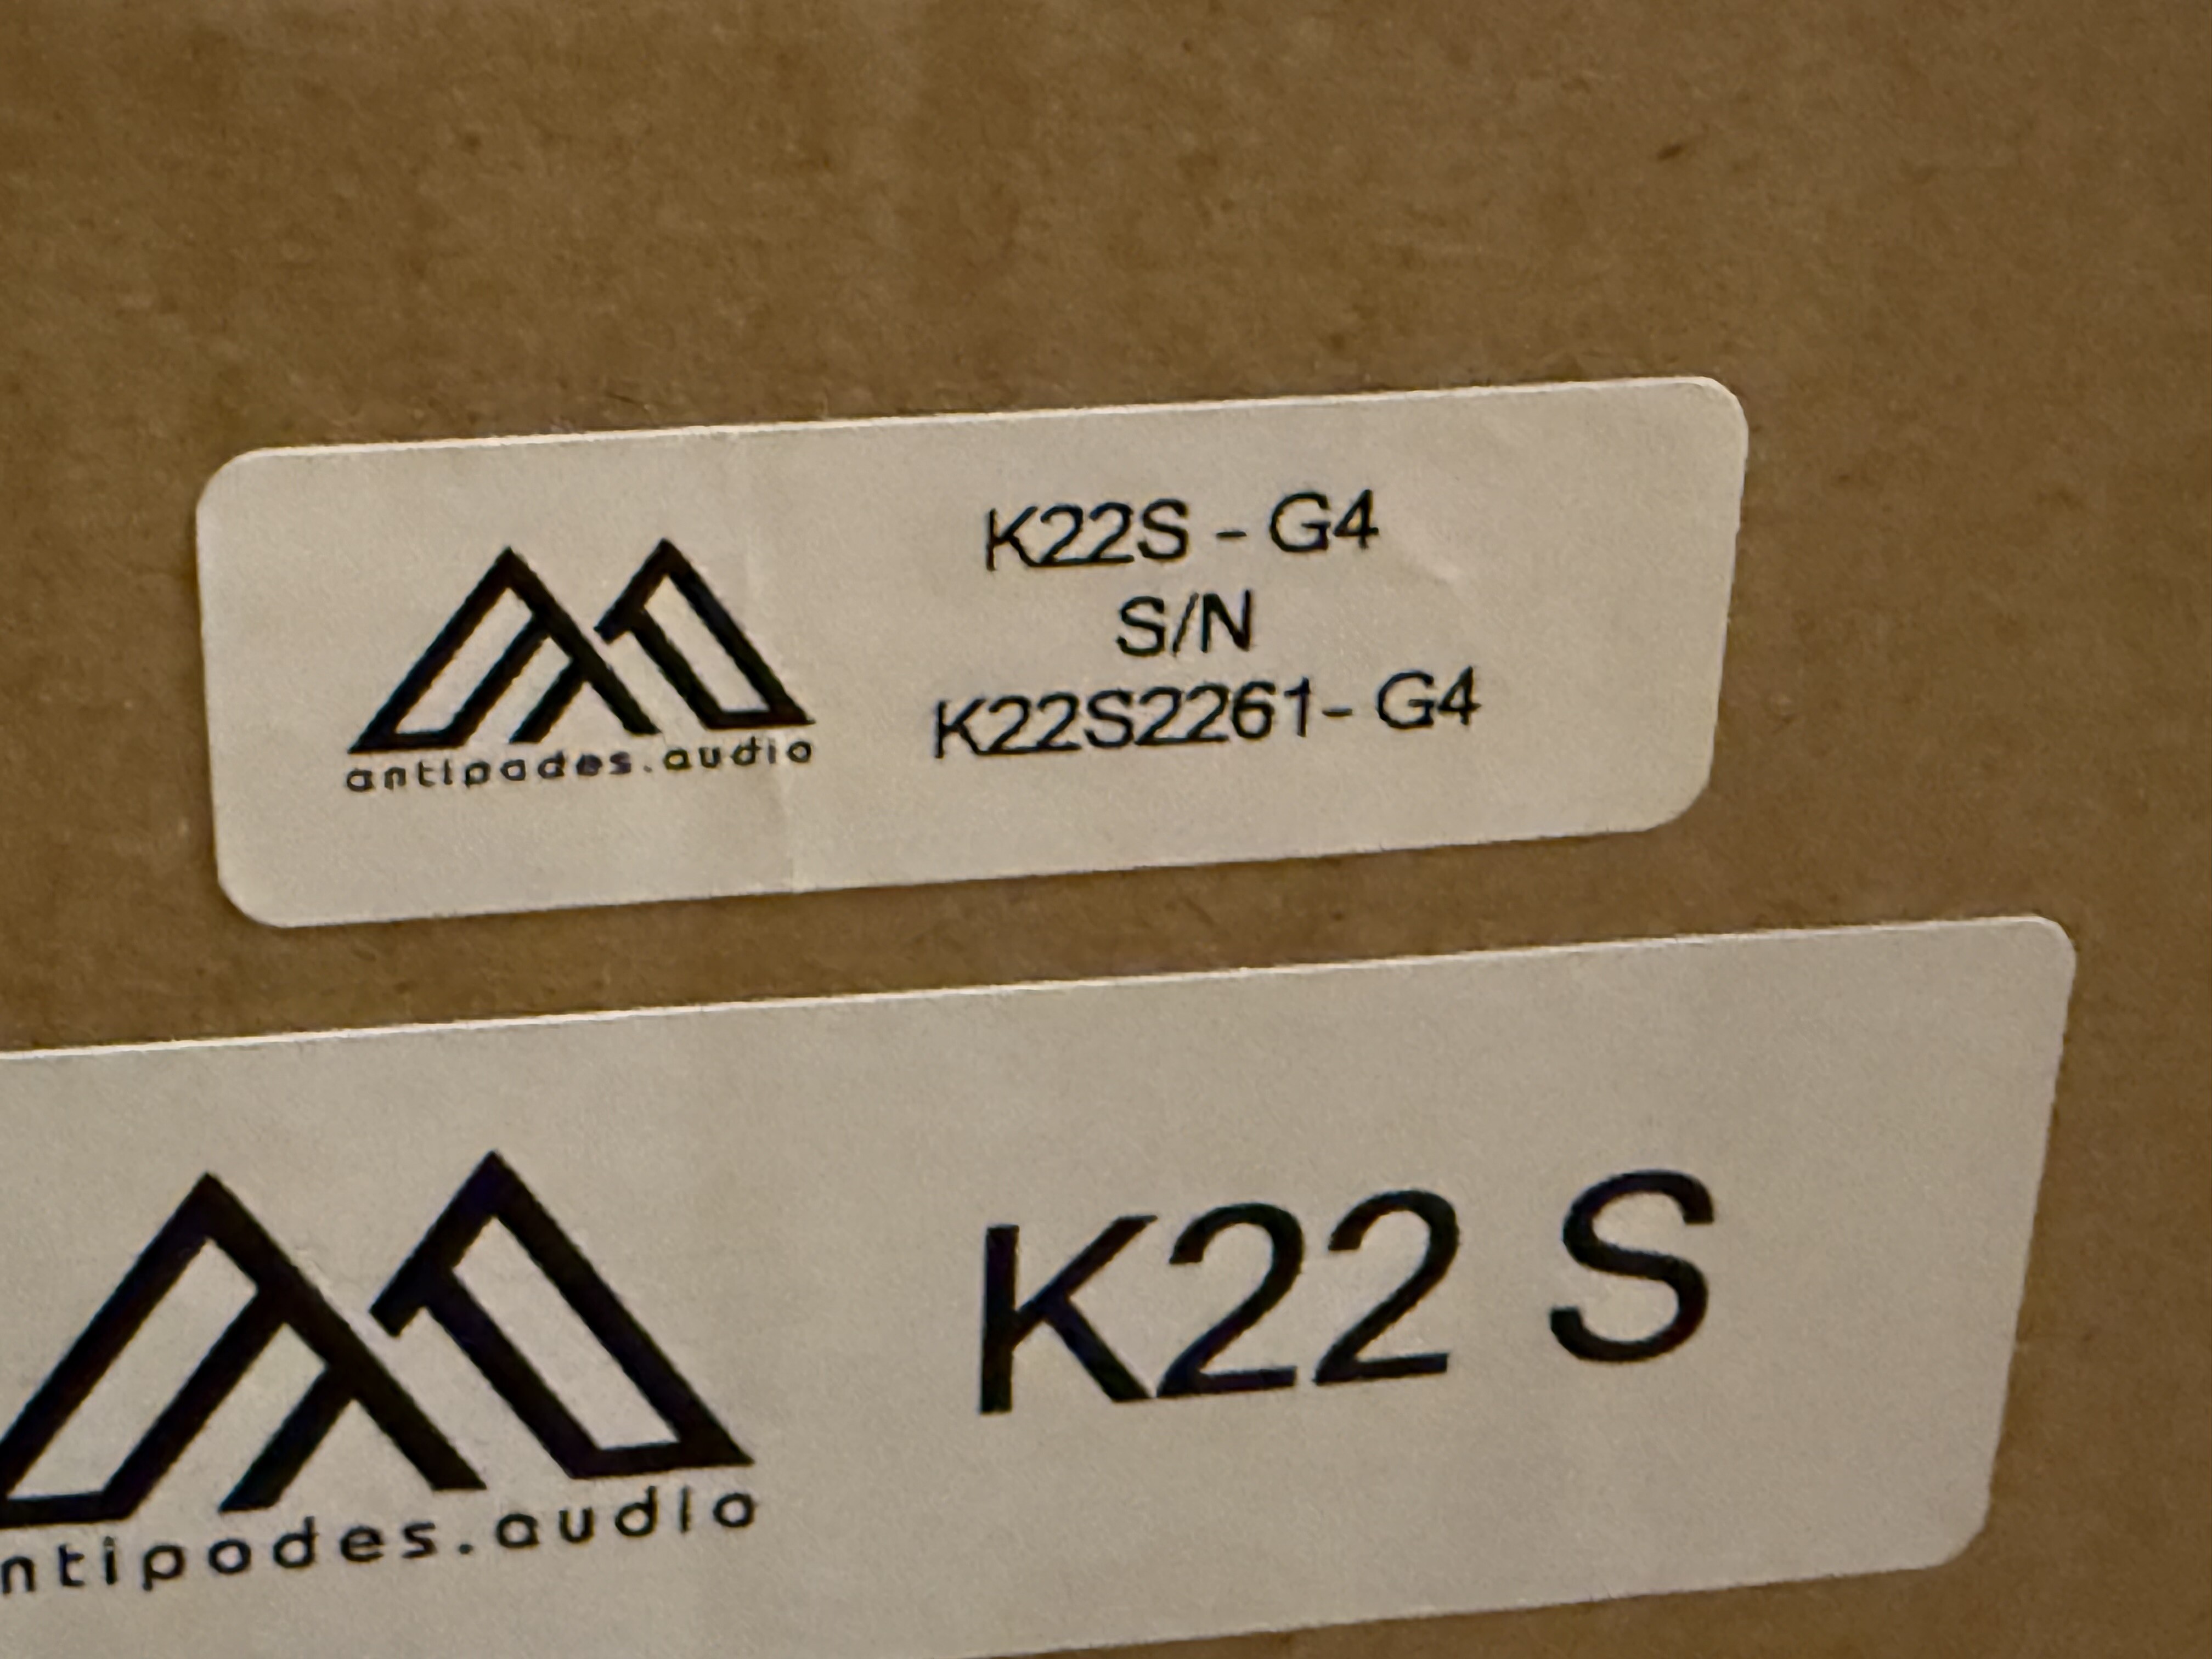 K22S - G4
S/N
K22S2261- G4
antipodes.audio
K22 S
ntipodes.audio